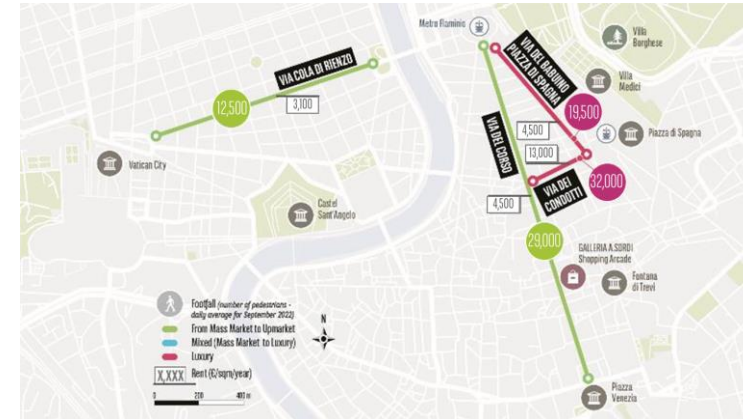 Metro Flaminio
Villa
Borghese
VIA DEL BABUINO
PIAZZA DI SPAGNA
VIA COLA DI RIENZO
Villa
Medici
12,500
3,100
19,500
4,500
Piazza di Spagna
VIA DEL CORSO
13,000
Vatican City
32,000
VIA DEI
CONDOTTI
4,500
Castel
Sant'Angelo
29,000
GALLERIA A.SORDI
Shopping Arcade
Fontana
di Trevi
Footfall (number of pedestrians -
daily average for September 2022)
From Mass Market to Upmarket
Mixed (Mass Market to Luxury)
Luxury
N
X,XXX Rent (€/sqm/year)
0 200 400 m
Piazza
Venezia